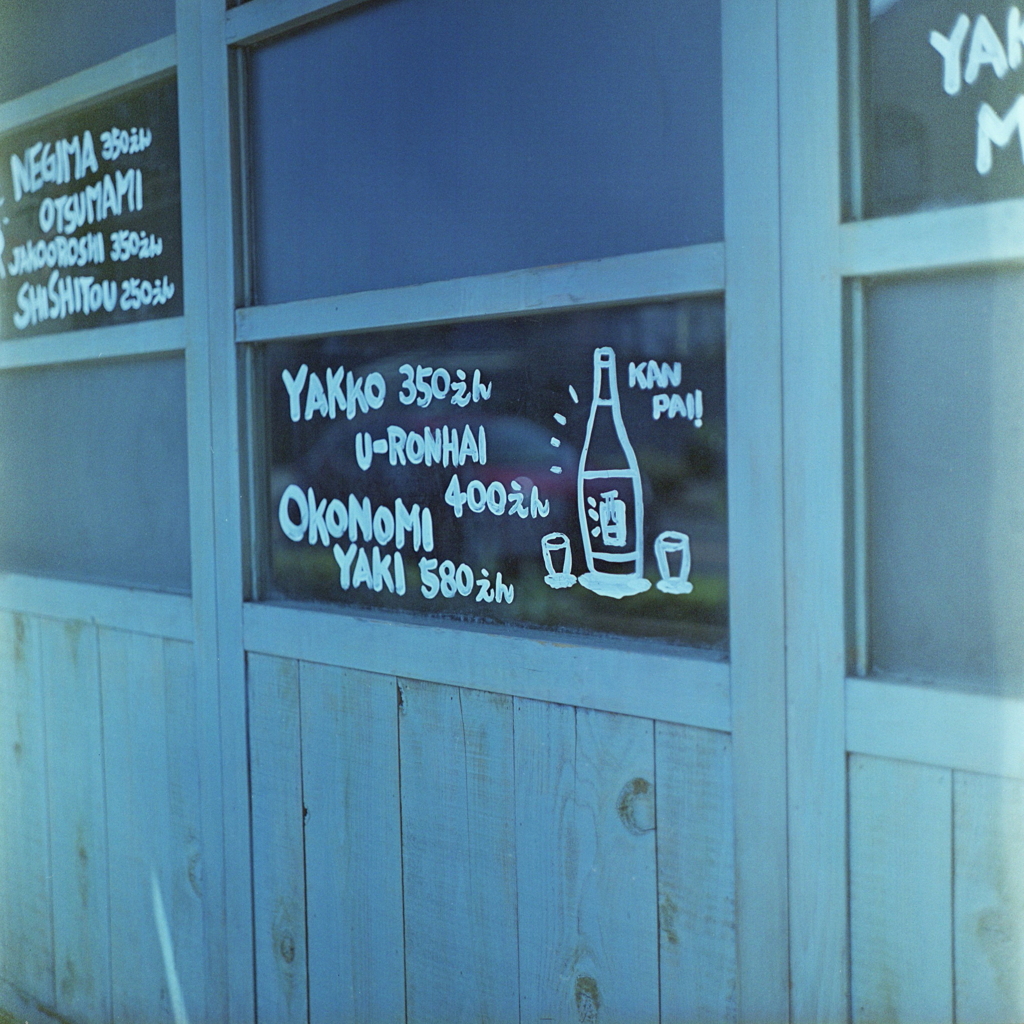 NEGIMA 350えん
OTSUMAMI
JAKOOROSHI 350えん
SHISHITOU 250えん
YAKKO 350えん
U-RONHAI
400えん
OKONOMI
YAKI 580えん
KAN
PAI!
酒
YAK
M